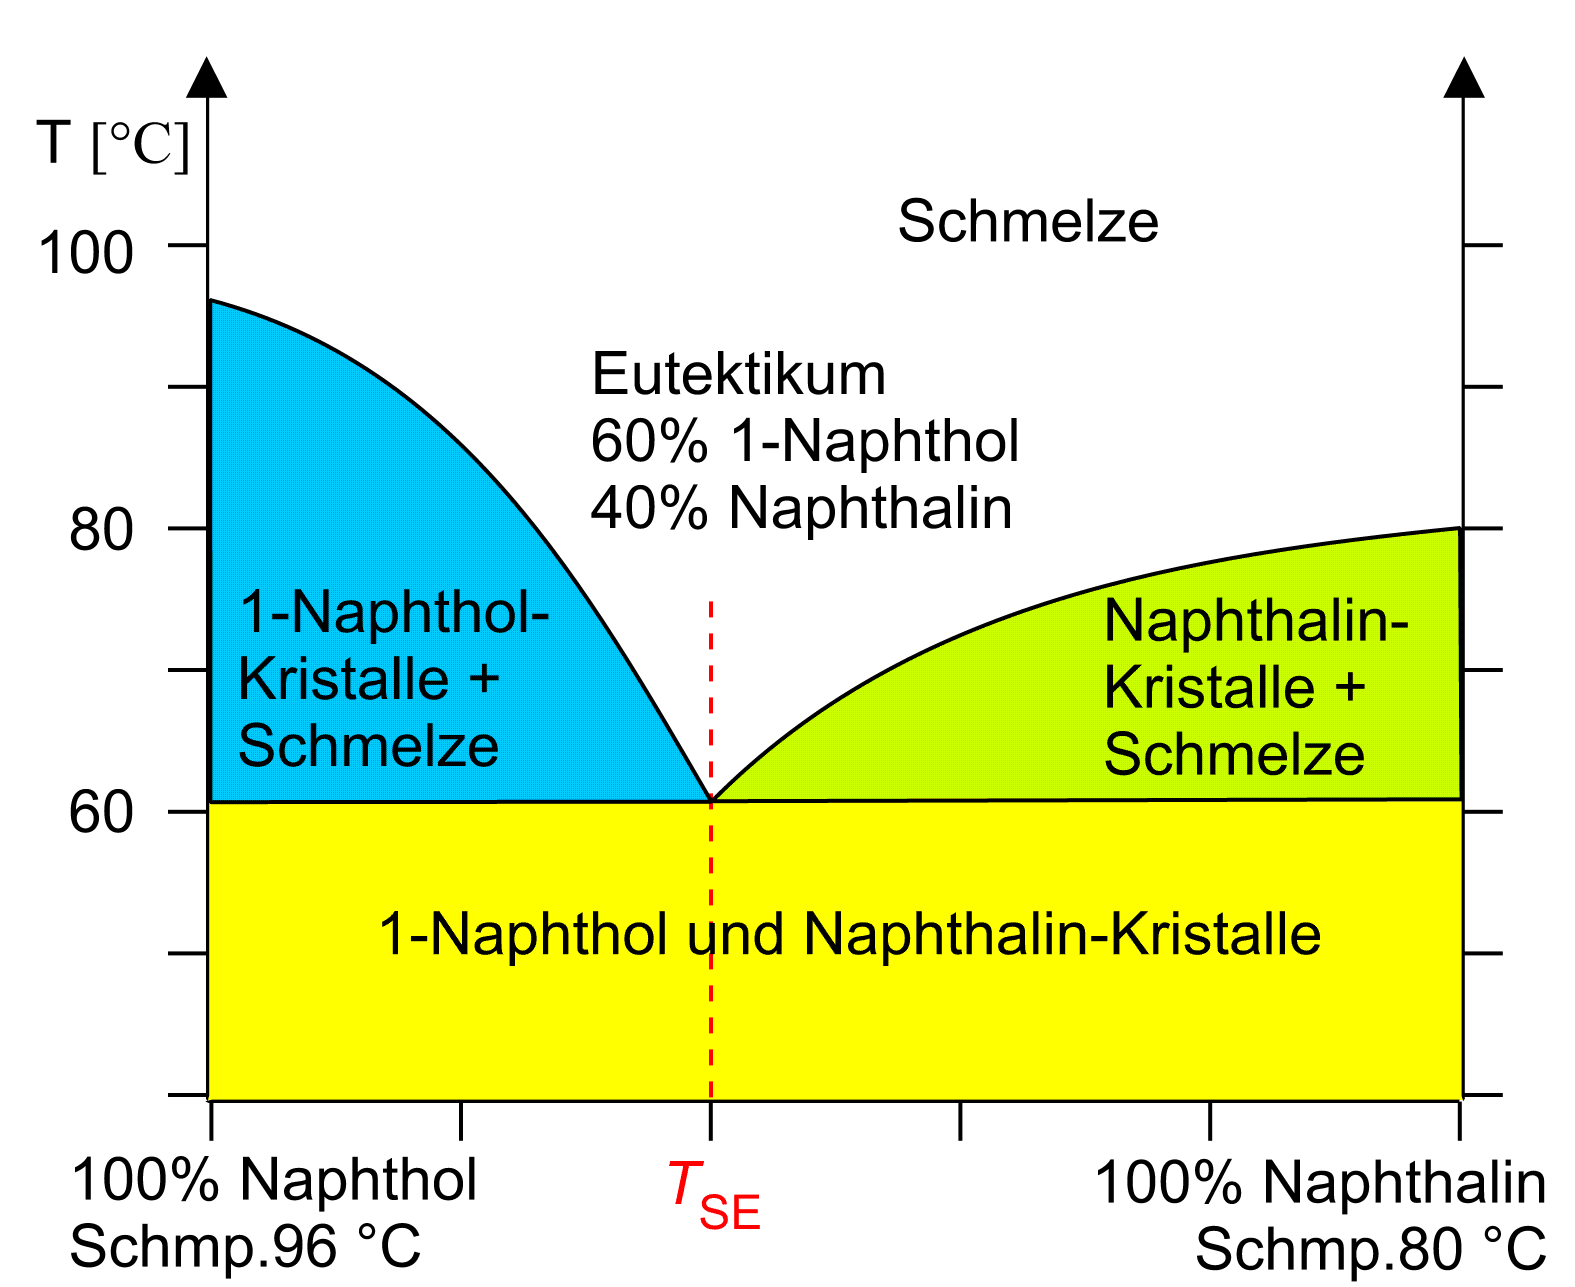 T [°C]
100
Schmelze
Eutektikum
60% 1-Naphthol
40% Naphthalin
80
1-Naphthol-
Kristalle +
Schmelze
Naphthalin-
Kristalle +
Schmelze
60
1-Naphthol und Naphthalin-Kristalle
100% Naphthol
Schmp.96 °C
TSE
100% Naphthalin
Schmp.80 °C